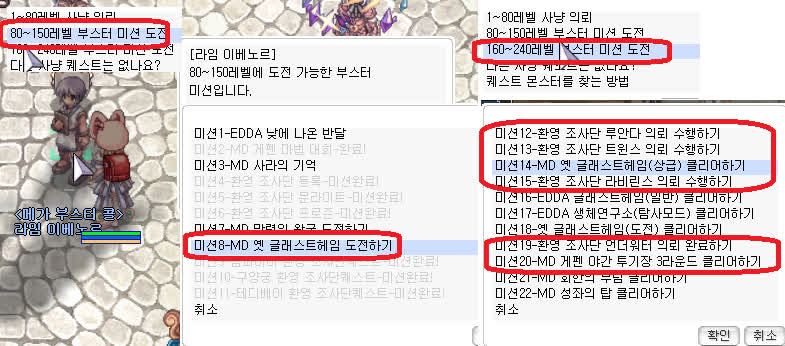 1~80레벨 사냥 의뢰
80~150레벨 부스터 미션 도전
160~240레벨 부스터 미션 도전
다른 사냥 퀘스트는 없나요?
<메가 부스터 콜>
라임 이베노르
[라임 이베노르]
80~150레벨에 도전 가능한 부스터
미션입니다.
미션1-EDDA 낮에 나온 반달
미션2-MD 게펜 마법 대회-완료!
미션3-MD 사라의 기억
미션4-환영 조사단 트룩-미션완료!
미션5-환영 조사단 문라이트-미션완료!
미션6-환영 조사단 프로즌-미션완료!
미션7-MD 망령의 왕궁 도전하기
미션8-MD 옛 글래스트헤임 도전하기
환영 조사단퀘스트-미션완료!
미션10-구양궁 환영 조사단퀘스트-미션완료!
미션11-테디베어 환영 조사단퀘스트-미션완료!
취소
1~80레벨 사냥 의뢰
80~150레벨 부스터 미션 도전
160~240레벨 부스터 미션 도전
다른 사냥 퀘스트는 없나요?
퀘스트 몬스터를 찾는 방법
미션12-환영 조사단 루안다 의뢰 수행하기
미션13-환영 조사단 트윈스 의뢰 수행하기
미션14-MD 옛 글래스트헤임(상급) 클리어하기
미션15-환영 조사단 라비린스 의뢰 수행하기
미션16-EDDA 글래스트헤임(일반) 클리어하기
미션17-EDDA 생체연구소(탐사모드) 클리어하기
미션18-옛 글래스트헤임(도전) 클리어하기
미션19-환영 조사단 언더워터 의뢰 완료하기
미션20-MD 게펜 야간 투기장 3라운드 클리어하기
미션21-MD 회한의 무덤 클리어하기
미션22-MD 성좌의 탑 클리어하기
취소
확인
취소